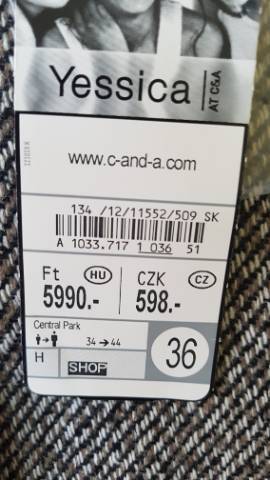 Yessica
AT C&A
www.c-and-a.com
134 /12/11552/509 SK
A 1033.717 1 036 51
Ft HU
5990.-
CZK CZ
598.-
Central Park
34→44
H SHOP
36